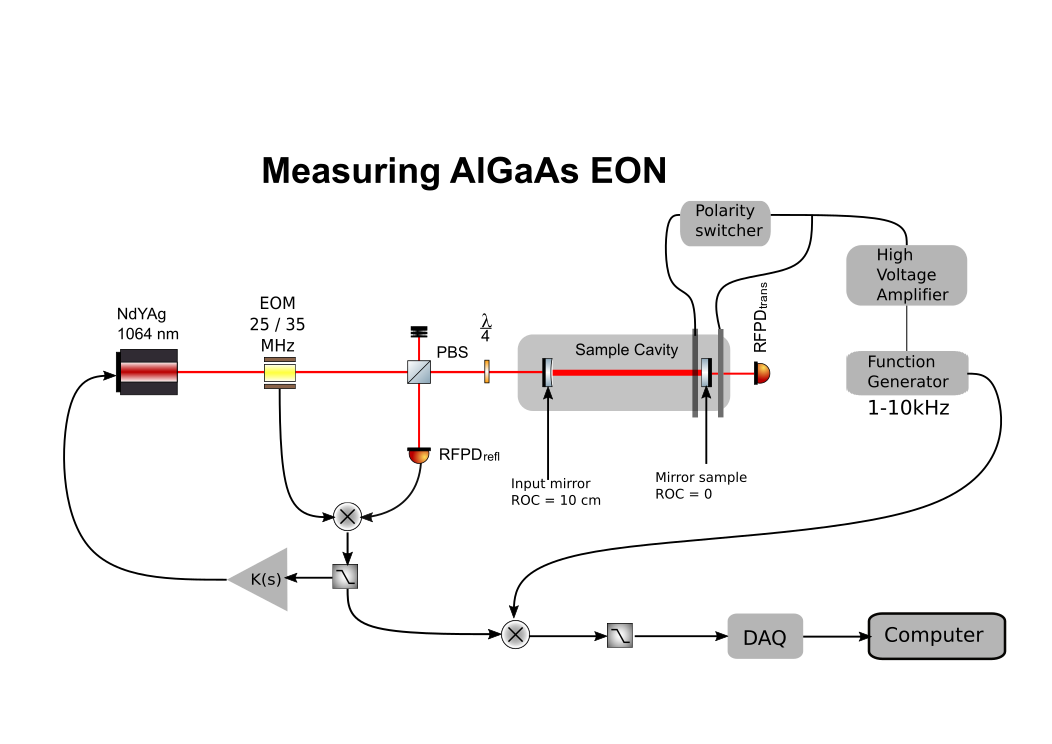 Measuring AlGaAs EON
Polarity
switcher
High
Voltage
Amplifier
NdYAg
1064 nm
EOM
25 / 35
MHz
λ
4
PBS
Sample Cavity
RFPDtrans
Function
Generator
1-10kHz
RFPDrefl
Input mirror
ROC = 10 cm
Mirror sample
ROC = 0
K(s)
DAQ
Computer